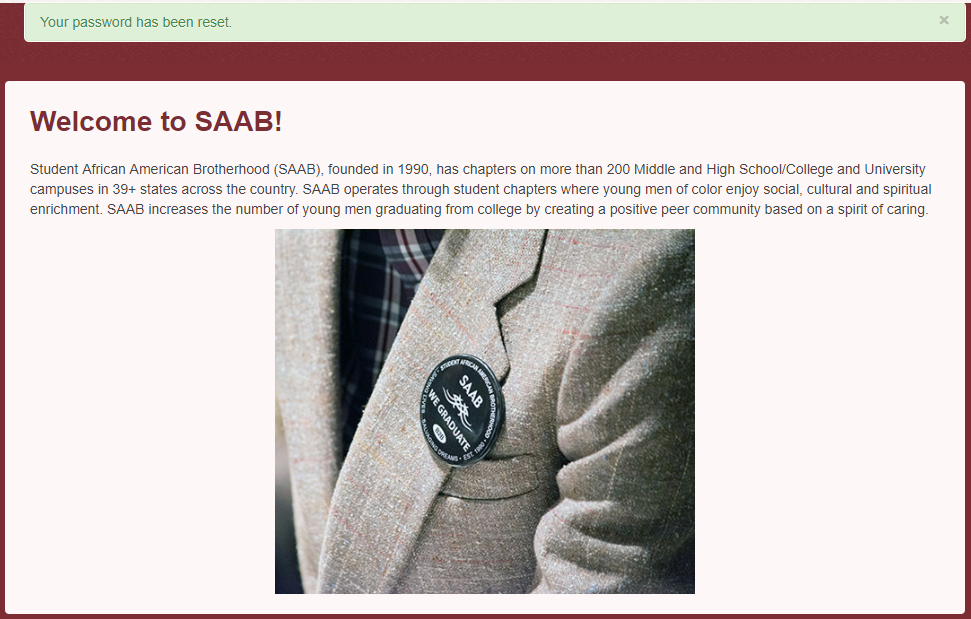 Your password has been reset.
×
Welcome to SAAB!
Student African American Brotherhood (SAAB), founded in 1990, has chapters on more than 200 Middle and High School/College and University
campuses in 39+ states across the country. SAAB operates through student chapters where young men of color enjoy social, cultural and spiritual
enrichment. SAAB increases the number of young men graduating from college by creating a positive peer community based on a spirit of caring.
STUDENT AFRICAN AMERICAN BROTHERHOOD
SAAB
WE GRADUATE
SAVING LIVES • SALVAGING DREAMS • EST. 1990